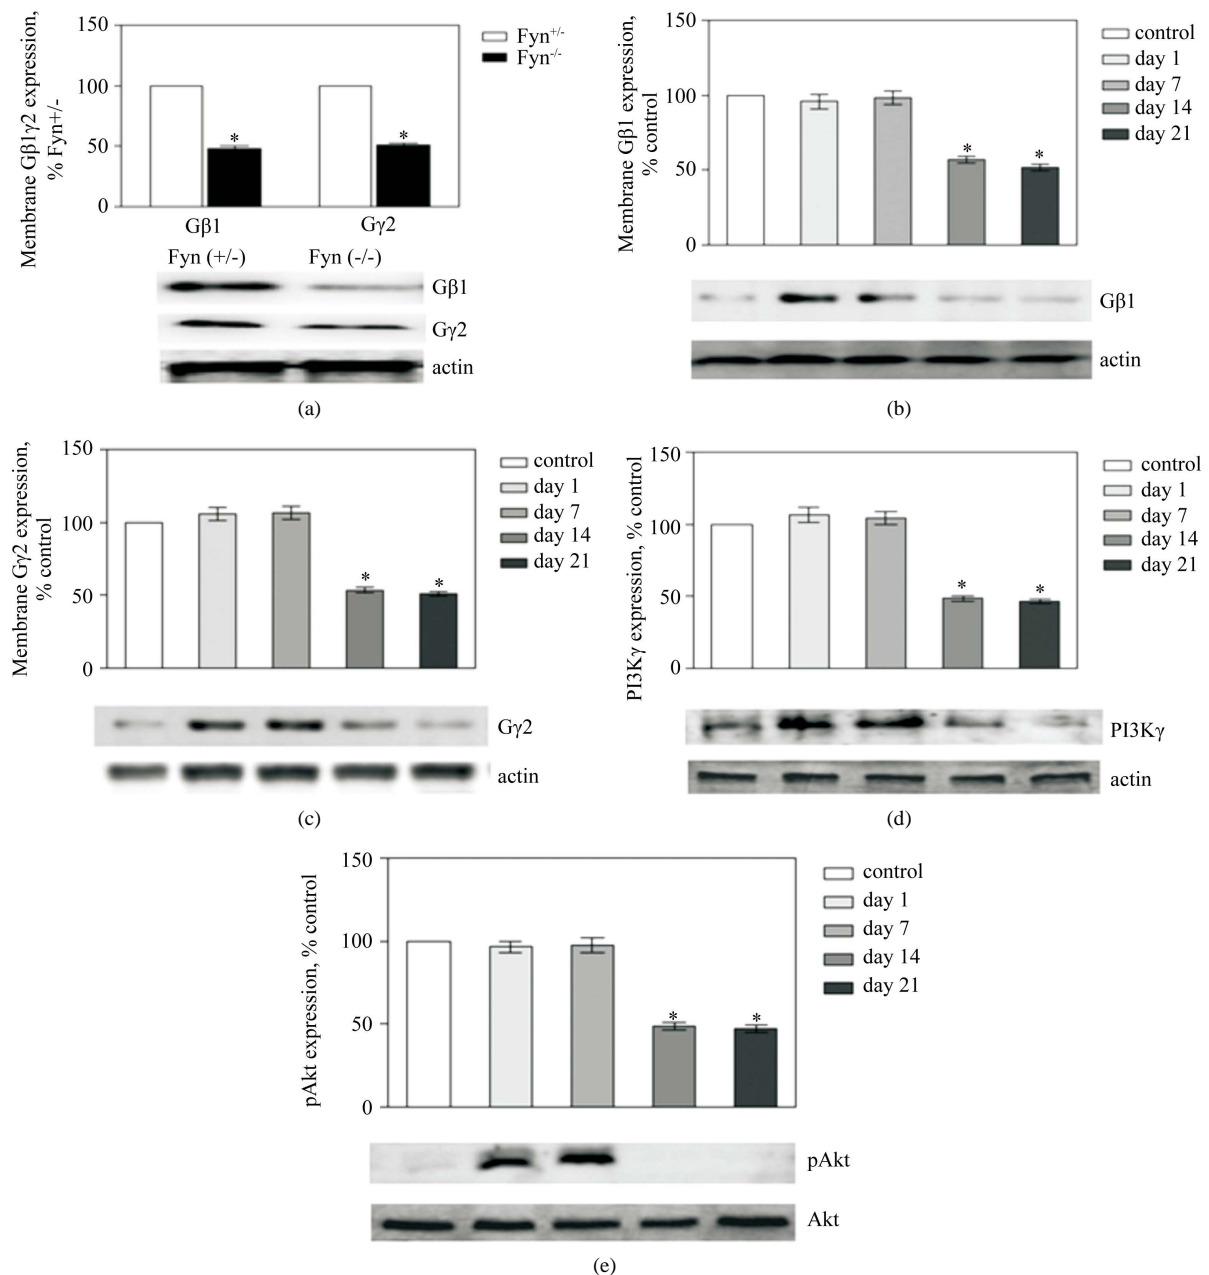 Membrane Gβ1γ2 expression,
% Fyn+/-
150
100
50
0
*
*
Gβ1
Gγ2
Fyn+/-
Fyn-/-
Fyn (+/-)
Fyn (-/-)
Gβ1
Gγ2
actin
(a)
Membrane Gβ1 expression,
% control
150
100
50
0
*
*
control
day 1
day 7
day 14
day 21
Gβ1
actin
(b)
Membrane Gγ2 expression,
% control
150
100
50
0
*
*
control
day 1
day 7
day 14
day 21
Gγ2
actin
(c)
PI3Kγ expression, % control
150
100
50
0
*
*
control
day 1
day 7
day 14
day 21
PI3Kγ
actin
(d)
pAkt expression, % control
150
100
50
0
*
*
control
day 1
day 7
day 14
day 21
pAkt
Akt
(e)